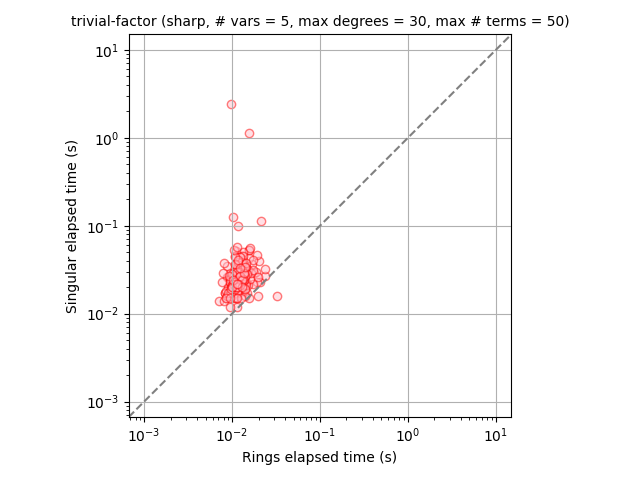 trivial-factor (sharp, # vars = 5, max degrees = 30, max # terms = 50)
10¹
10⁰
10⁻¹
10⁻²
10⁻³
Singular elapsed time (s)
10⁻³ 10⁻² 10⁻¹ 10⁰ 10¹
Rings elapsed time (s)